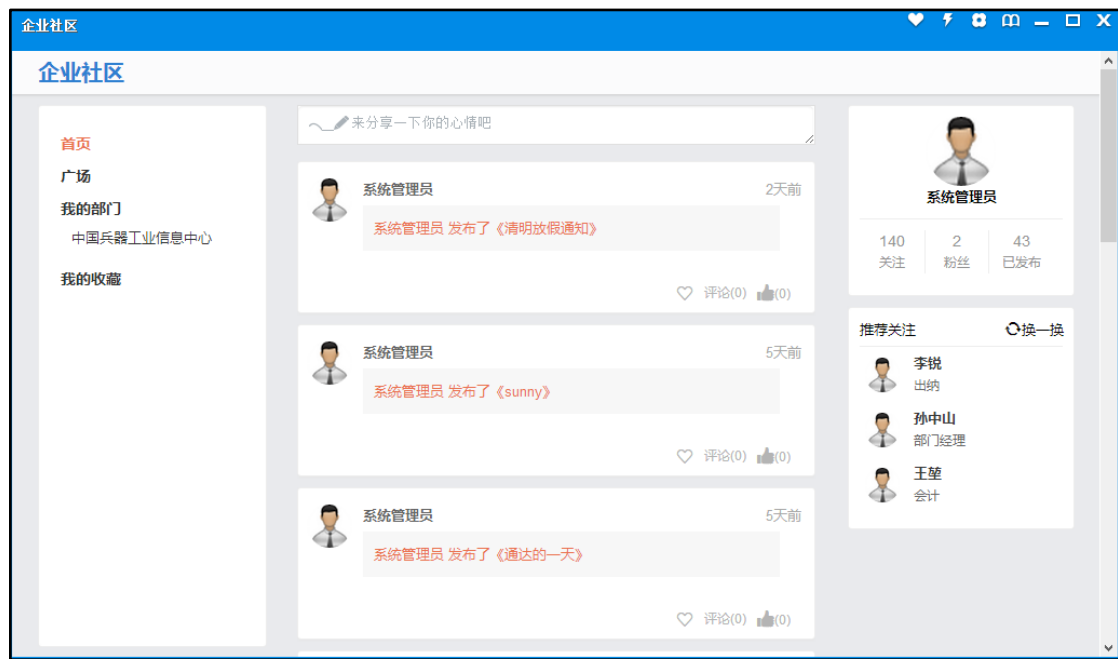 企业社区
企业社区
首页
广场
我的部门
中国兵器工业信息中心
我的收藏
来分享一下你的心情吧
系统管理员 2天前
系统管理员 发布了《清明放假通知》
评论(0) (0)
系统管理员 5天前
系统管理员 发布了《sunny》
评论(0) (0)
系统管理员 5天前
系统管理员 发布了《通达的一天》
评论(0) (0)
系统管理员
140 2 43
关注 粉丝 已发布
推荐关注 换一换
李锐
出纳
孙中山
部门经理
王堃
会计